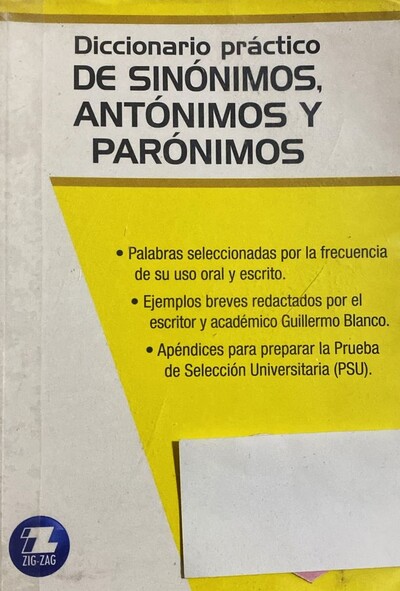 Diccionario práctico
DE SINÓNIMOS,
ANTÓNIMOS Y
PARÓNIMOS
• Palabras seleccionadas por la frecuencia
de su uso oral y escrito.
• Ejemplos breves redactados por el
escritor y académico Guillermo Blanco.
• Apéndices para preparar la Prueba
de Selección Universitaria (PSU).
ZIG-ZAG